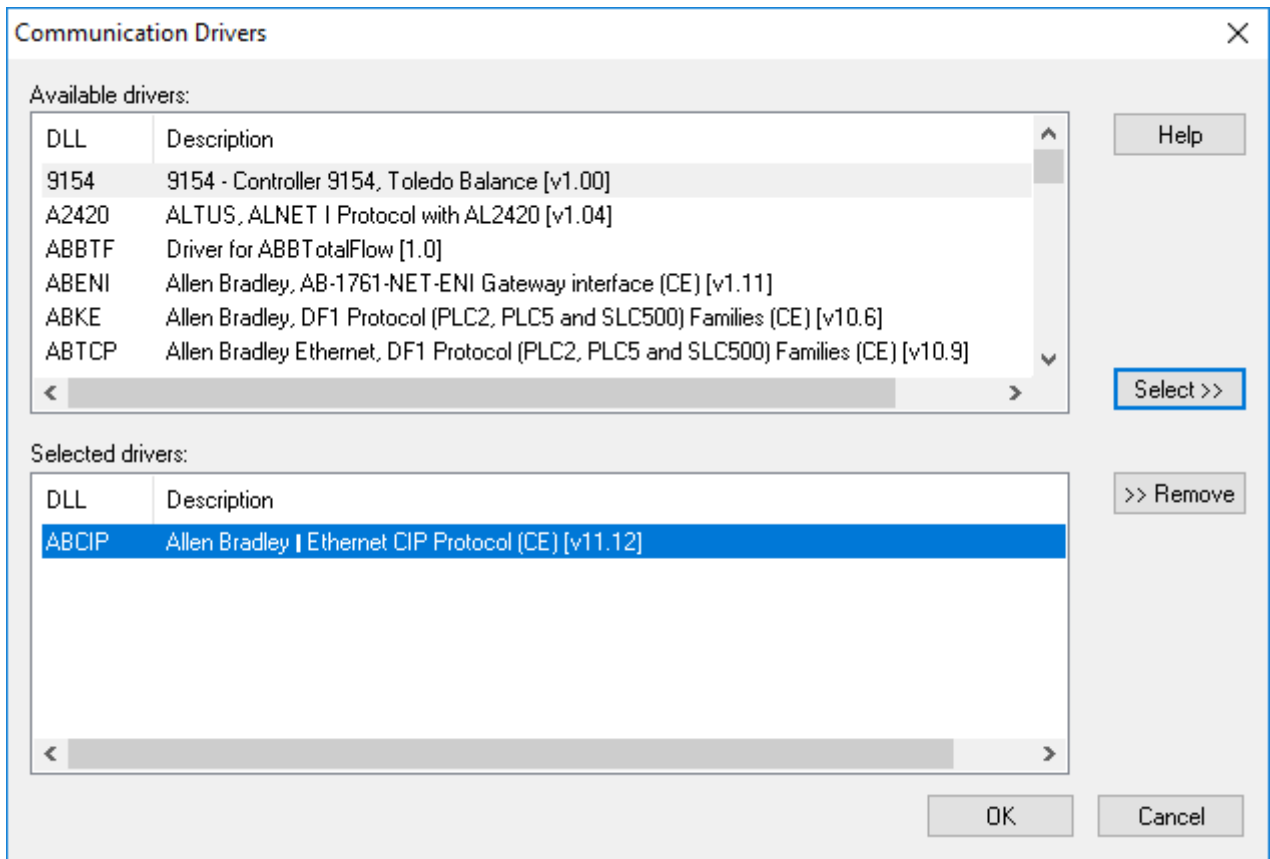 Communication Drivers
Available drivers:
DLL Description
9154 9154 - Controller 9154, Toledo Balance [v1.00]
A2420 ALTUS, ALNET I Protocol with AL2420 [v1.04]
ABBTF Driver for ABBTotalFlow [1.0]
ABENI Allen Bradley, AB-1761-NET-ENI Gateway interface (CE) [v1.11]
ABKE Allen Bradley, DF1 Protocol (PLC2, PLC5 and SLC500) Families (CE) [v10.6]
ABTCP Allen Bradley Ethernet, DF1 Protocol (PLC2, PLC5 and SLC500) Families (CE) [v10.9]
Help
Select >>
Selected drivers:
DLL Description
>> Remove
ABCIP Allen Bradley | Ethernet CIP Protocol (CE) [v11.12]
OK Cancel